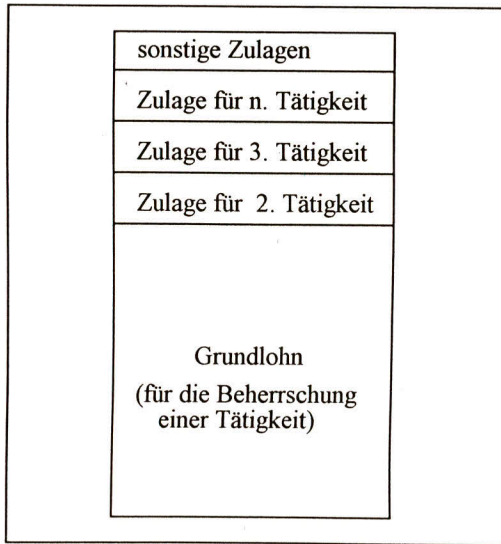 sonstige Zulagen
Zulage für n. Tätigkeit
Zulage für 3. Tätigkeit
Zulage für 2. Tätigkeit
Grundlohn
(für die Beherrschung
einer Tätigkeit)